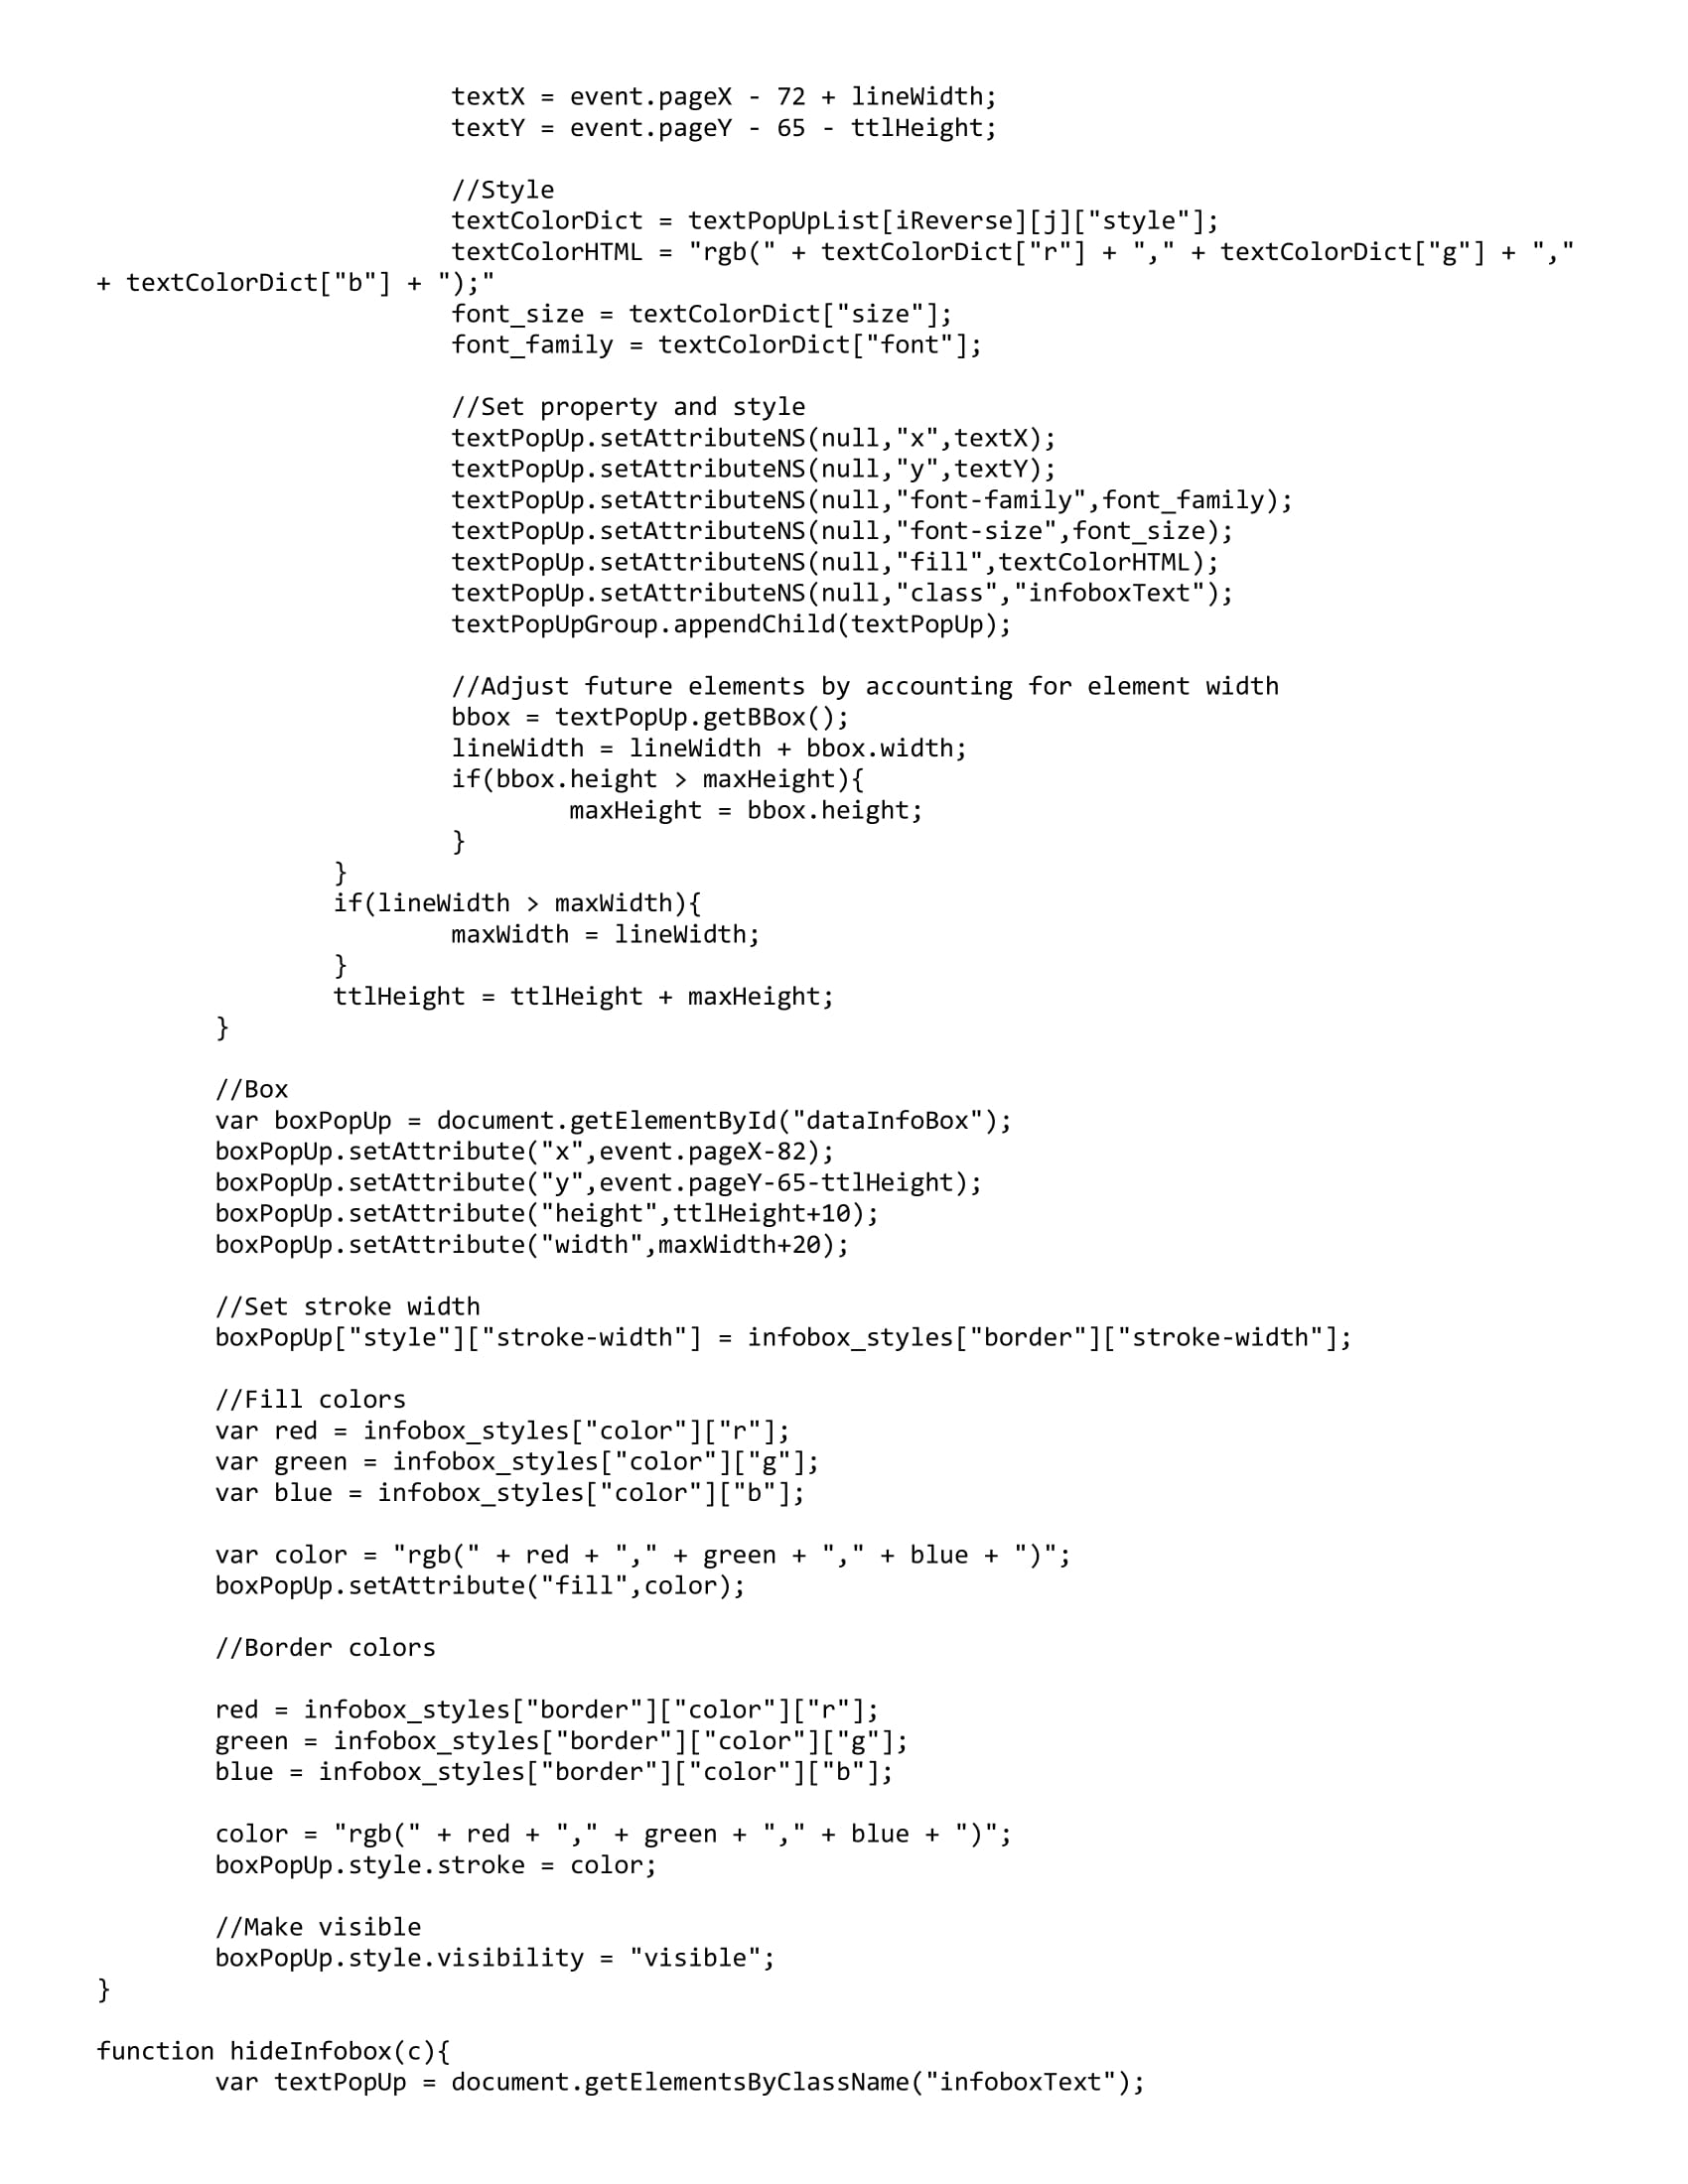 textX = event.pageX - 72 + lineWidth;
textY = event.pageY - 65 - ttlHeight;
//Style
textColorDict = textPopUpList[iReverse][j]["style"];
textColorHTML = "rgb(" + textColorDict["r"] + "," + textColorDict["g"] + ","
+ textColorDict["b"] + ");"
font_size = textColorDict["size"];
font_family = textColorDict["font"];
//Set property and style
textPopUp.setAttributeNS(null,"x",textX);
textPopUp.setAttributeNS(null,"y",textY);
textPopUp.setAttributeNS(null,"font-family",font_family);
textPopUp.setAttributeNS(null,"font-size",font_size);
textPopUp.setAttributeNS(null,"fill",textColorHTML);
textPopUp.setAttributeNS(null,"class","infoboxText");
textPopUpGroup.appendChild(textPopUp);
//Adjust future elements by accounting for element width
bbox = textPopUp.getBBox();
lineWidth = lineWidth + bbox.width;
if(bbox.height > maxHeight){
maxHeight = bbox.height;
}
}
if(lineWidth > maxWidth){
maxWidth = lineWidth;
}
ttlHeight = ttlHeight + maxHeight;
}
//Box
var boxPopUp = document.getElementById("dataInfoBox");
boxPopUp.setAttribute("x",event.pageX-82);
boxPopUp.setAttribute("y",event.pageY-65-ttlHeight);
boxPopUp.setAttribute("height",ttlHeight+10);
boxPopUp.setAttribute("width",maxWidth+20);
//Set stroke width
boxPopUp["style"]["stroke-width"] = infobox_styles["border"]["stroke-width"];
//Fill colors
var red = infobox_styles["color"]["r"];
var green = infobox_styles["color"]["g"];
var blue = infobox_styles["color"]["b"];
var color = "rgb(" + red + "," + green + "," + blue + ")";
boxPopUp.setAttribute("fill",color);
//Border colors
red = infobox_styles["border"]["color"]["r"];
green = infobox_styles["border"]["color"]["g"];
blue = infobox_styles["border"]["color"]["b"];
color = "rgb(" + red + "," + green + "," + blue + ")";
boxPopUp.style.stroke = color;
//Make visible
boxPopUp.style.visibility = "visible";
}
function hideInfobox(c){
var textPopUp = document.getElementsByClassName("infoboxText");